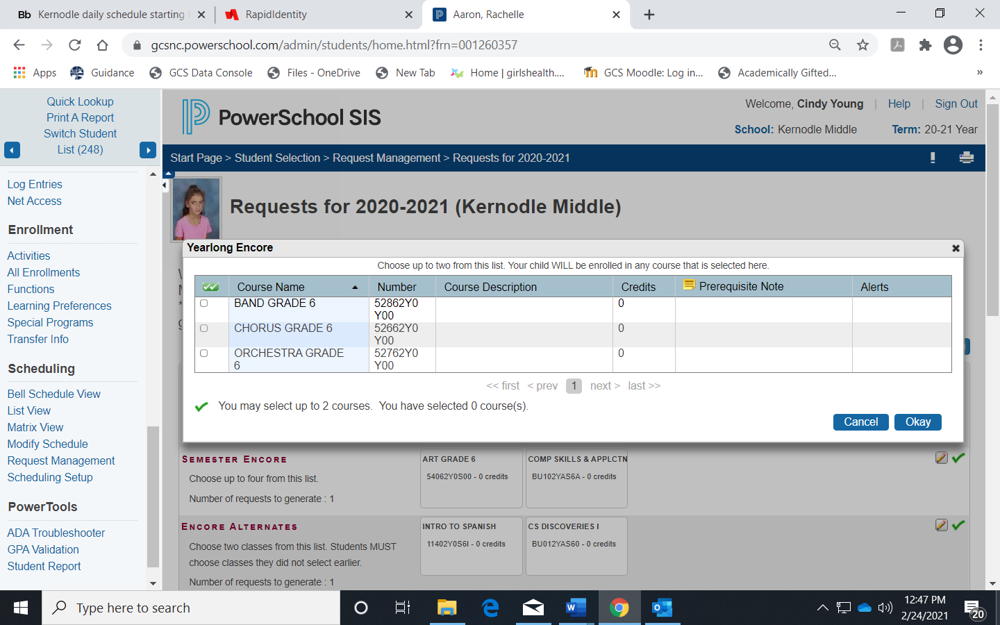 Bb Kernodle daily schedule starting
RapidIdentity
Aaron, Rachelle
gcsnc.powerschool.com/admin/students/home.html?frn=001260357
Apps
Guidance
GCS Data Console
Files - OneDrive
New Tab
Home | girlshealth....
GCS Moodle: Log in...
Academically Gifted...
»
Quick Lookup
Print A Report
Switch Student
List (248)
Log Entries
Net Access
Enrollment
Activities
All Enrollments
Functions
Learning Preferences
Special Programs
Transfer Info
Scheduling
Bell Schedule View
List View
Matrix View
Modify Schedule
Request Management
Scheduling Setup
PowerTools
ADA Troubleshooter
GPA Validation
Student Report
PowerSchool SIS
Welcome, Cindy Young | Help | Sign Out
School: Kernodle Middle Term: 20-21 Year
Start Page > Student Selection > Request Management > Requests for 2020-2021
Requests for 2020-2021 (Kernodle Middle)
Yearlong Encore
Choose up to two from this list. Your child WILL be enrolled in any course that is selected here.
Course Name Number Course Description Credits Prerequisite Note Alerts
BAND GRADE 6 52862Y0 0
Y00
CHORUS GRADE 6 52662Y0 0
Y00
ORCHESTRA GRADE 52762Y0 0
6 Y00
<< first < prev 1 next > last >>
You may select up to 2 courses. You have selected 0 course(s).
Cancel Okay
SEMESTER ENCORE
Choose up to four from this list.
Number of requests to generate : 1
ART GRADE 6
54062Y0S00 - 0 credits
COMP SKILLS & APPLCTN
BU102YAS6A - 0 credits
ENCORE ALTERNATES
Choose two classes from this list. Students MUST
choose classes they did not select earlier.
Number of requests to generate : 1
INTRO TO SPANISH
11402Y0S6I - 0 credits
CS DISCOVERIES I
BU012YAS60 - 0 credits
Type here to search
12:47 PM
2/24/2021
20